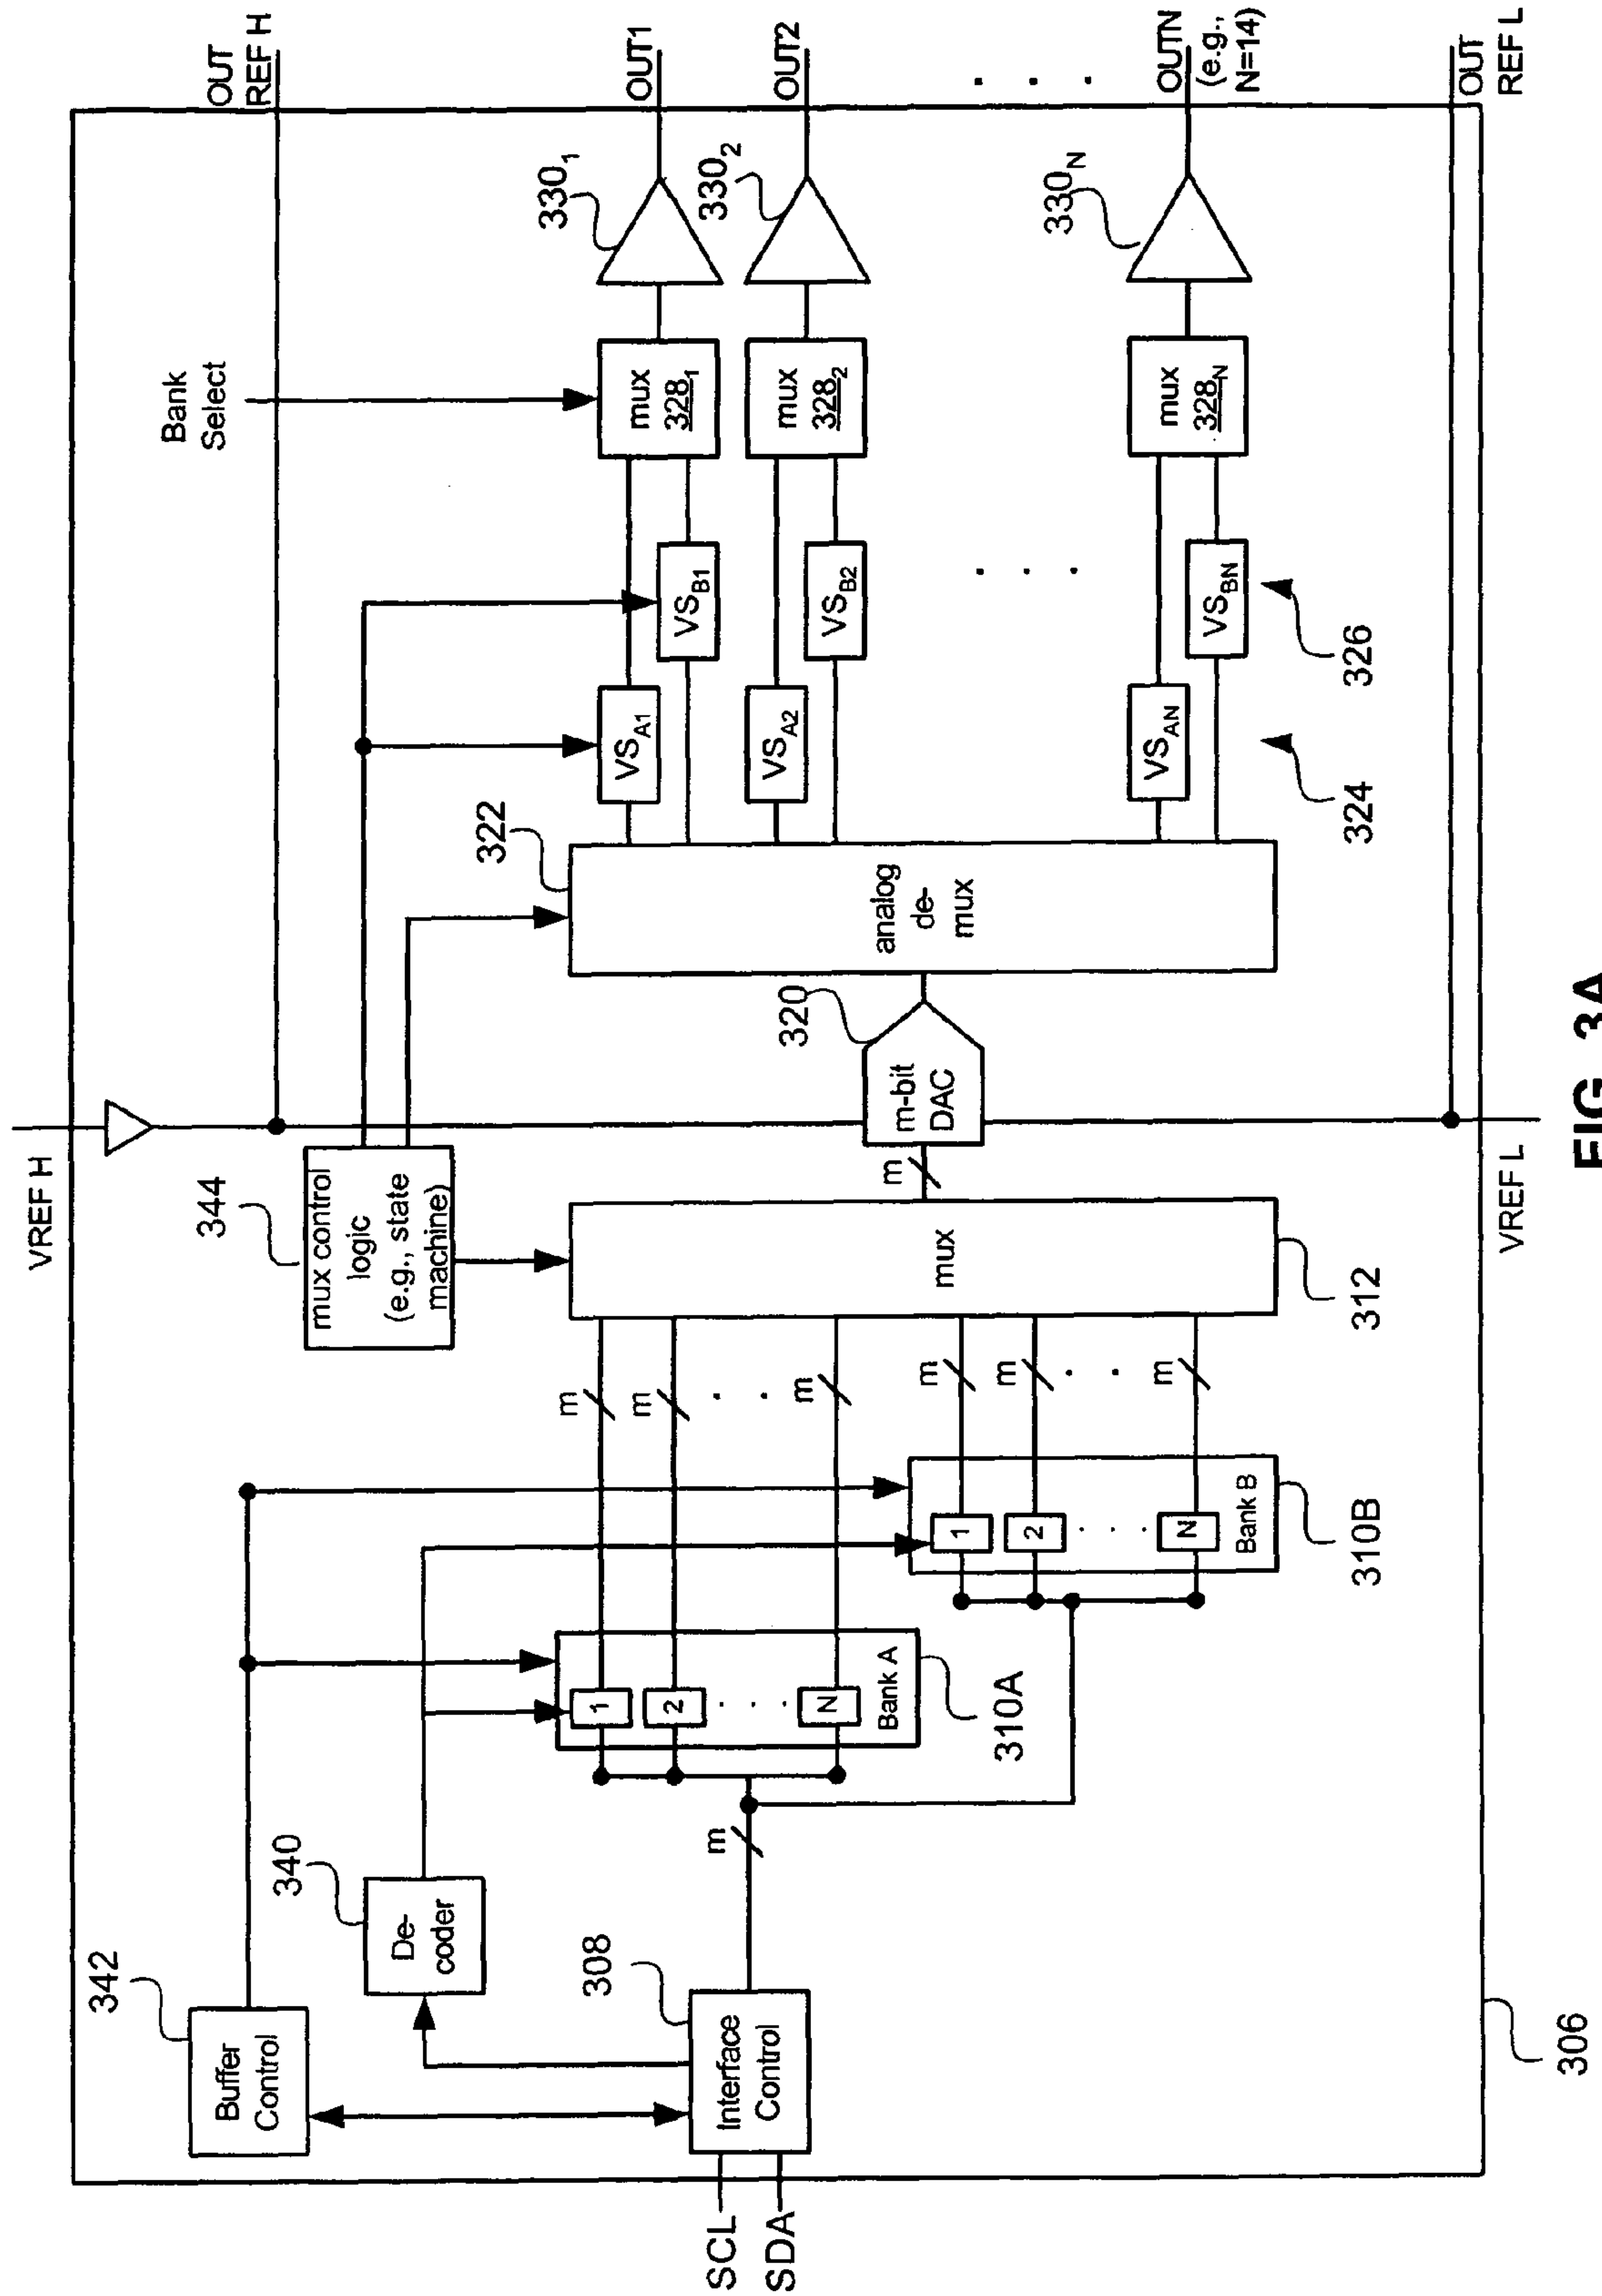 VREF H
OUT
REF H
Bank
Select
342
Buffer
Control
340
De-
coder
344
mux control
logic
(e.g., state
machine)
308
Interface
Control
SCL
SDA
m
1
2
. . .
N
Bank A
310A
1
2
. . .
N
Bank B
310B
m
m
. .
m
m
m
. .
m
mux
312
m
m-bit
DAC
320
analog
de-
mux
322
VSA1
VSB1
VSA2
VSB2
. . .
VSAN
VSBN
324
326
mux
3281
mux
3282
mux
328N
3301
3302
330N
OUT1
OUT2
. . .
OUTN
(e.g.,
N=14)
OUT
REF L
VREF L
306
FIG. 3A